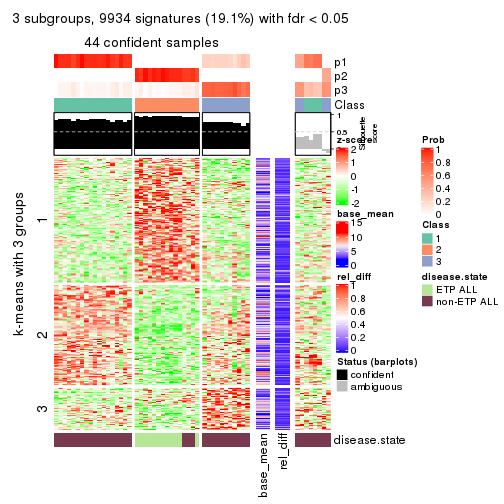 3 subgroups, 9934 signatures (19.1%) with fdr < 0.05
44 confident samples
p1
p2
p3
Class
1
0.5
0
Silhouette score
k-means with 3 groups
1
2
3
disease.state
base_mean
rel_diff
z-score
2
1
0
-1
-2
base_mean
15
10
5
0
rel_diff
1
0.8
0.6
0.4
0.2
0
Status (barplots)
confident
ambiguous
Prob
1
0.8
0.6
0.4
0.2
0
Class
1
2
3
disease.state
ETP ALL
non-ETP ALL